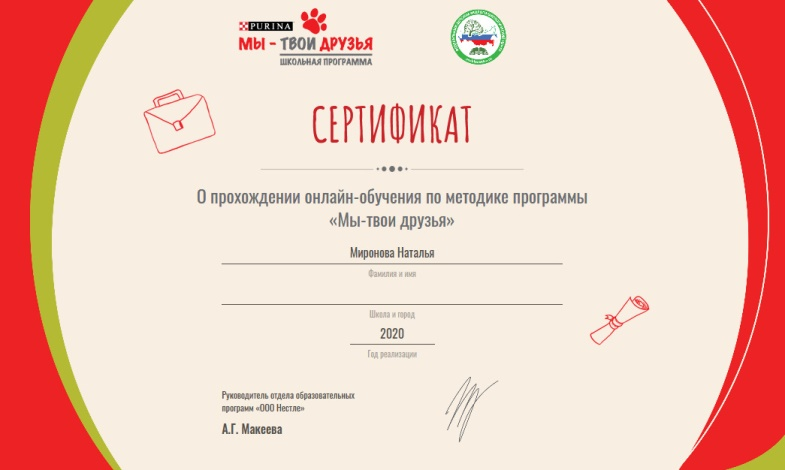 PURINA
МЫ - ТВОИ ДРУЗЬЯ
ШКОЛЬНАЯ ПРОГРАММА
СЕРТИФИКАТ
О прохождении онлайн-обучения по методике программы
«Мы-твои друзья»
Миронова Наталья
Фамилия и имя
Школа и город
2020
Год реализации
Руководитель отдела образовательных
программ «ООО Нестле»
А.Г. Макеева